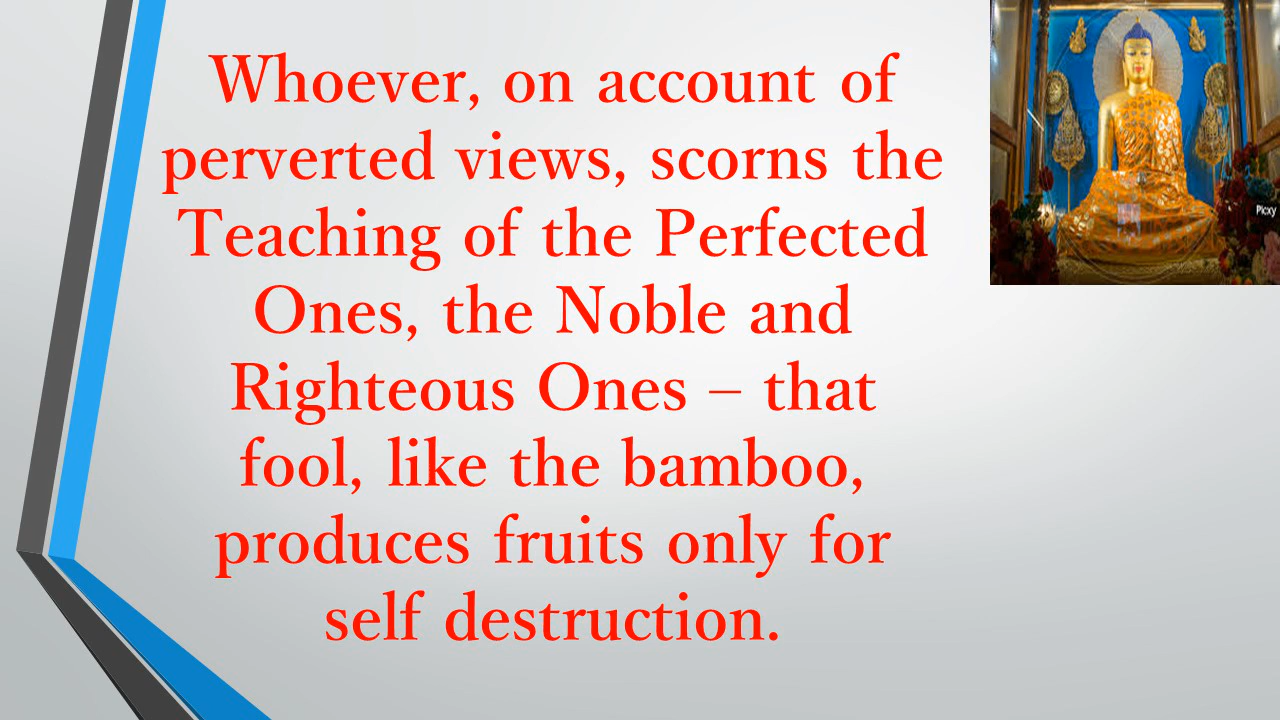 Whoever, on account of
perverted views, scorns the
Teaching of the Perfected
Ones, the Noble and
Righteous Ones – that
fool, like the bamboo,
produces fruits only for
self destruction.
Picxy